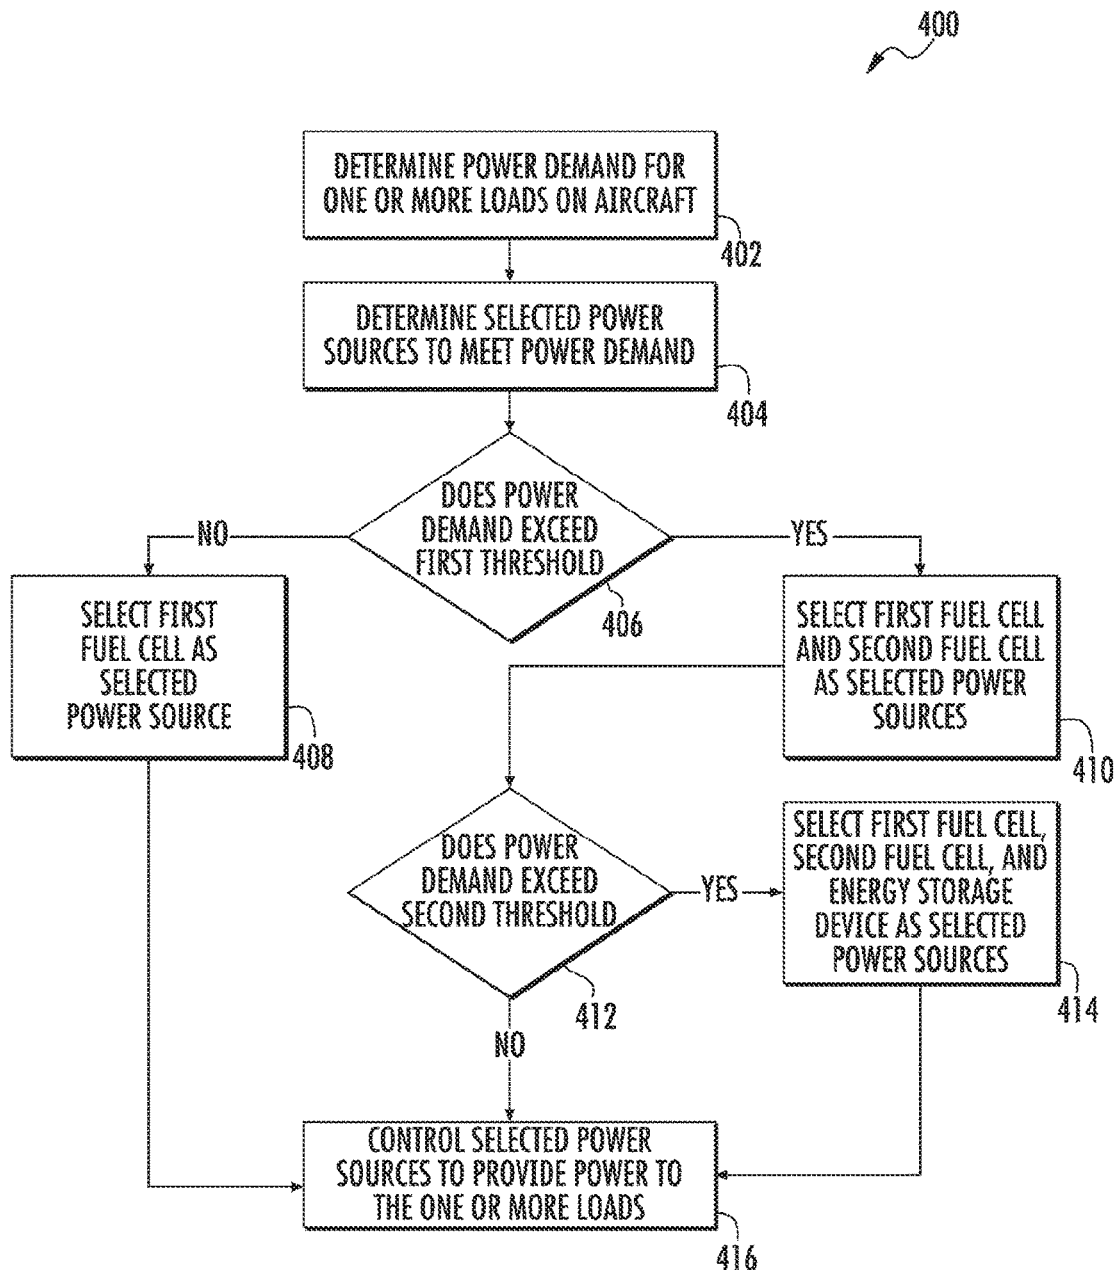 400
DETERMINE POWER DEMAND FOR
ONE OR MORE LOADS ON AIRCRAFT
402
DETERMINE SELECTED POWER
SOURCES TO MEET POWER DEMAND
404
DOES POWER
DEMAND EXCEED
FIRST THRESHOLD
406
NO
YES
SELECT FIRST
FUEL CELL AS
SELECTED
POWER SOURCE
408
SELECT FIRST FUEL CELL
AND SECOND FUEL CELL
AS SELECTED POWER
SOURCES
410
DOES POWER
DEMAND EXCEED
SECOND THRESHOLD
412
YES
NO
SELECT FIRST FUEL CELL,
SECOND FUEL CELL, AND
ENERGY STORAGE
DEVICE AS SELECTED
POWER SOURCES
414
CONTROL SELECTED POWER
SOURCES TO PROVIDE POWER TO
THE ONE OR MORE LOADS
416